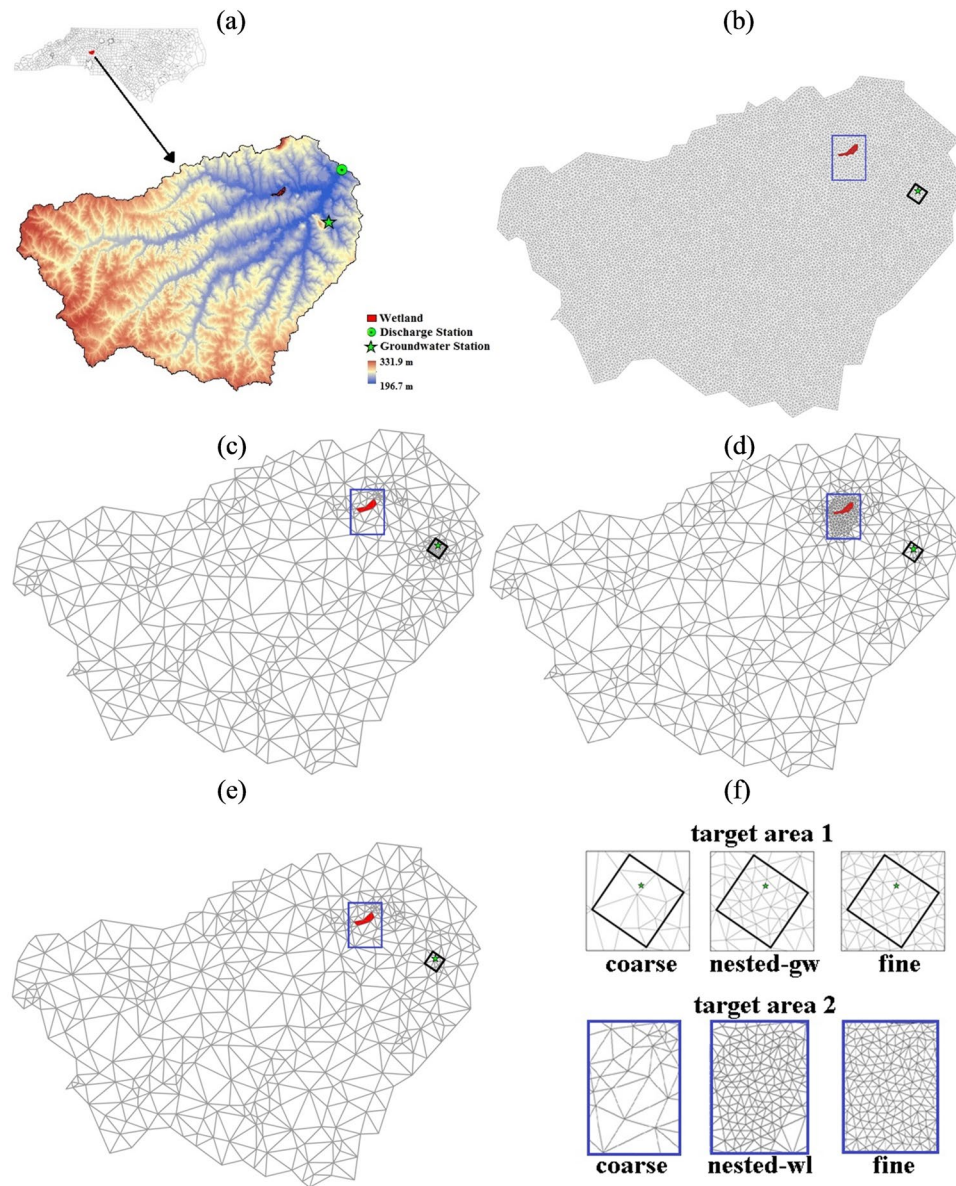 (a)
(b)
Wetland
Discharge Station
Groundwater Station
331.9 m
196.7 m
(c)
(d)
(e)
(f)
target area 1
coarse nested-gw fine
target area 2
coarse nested-wl fine